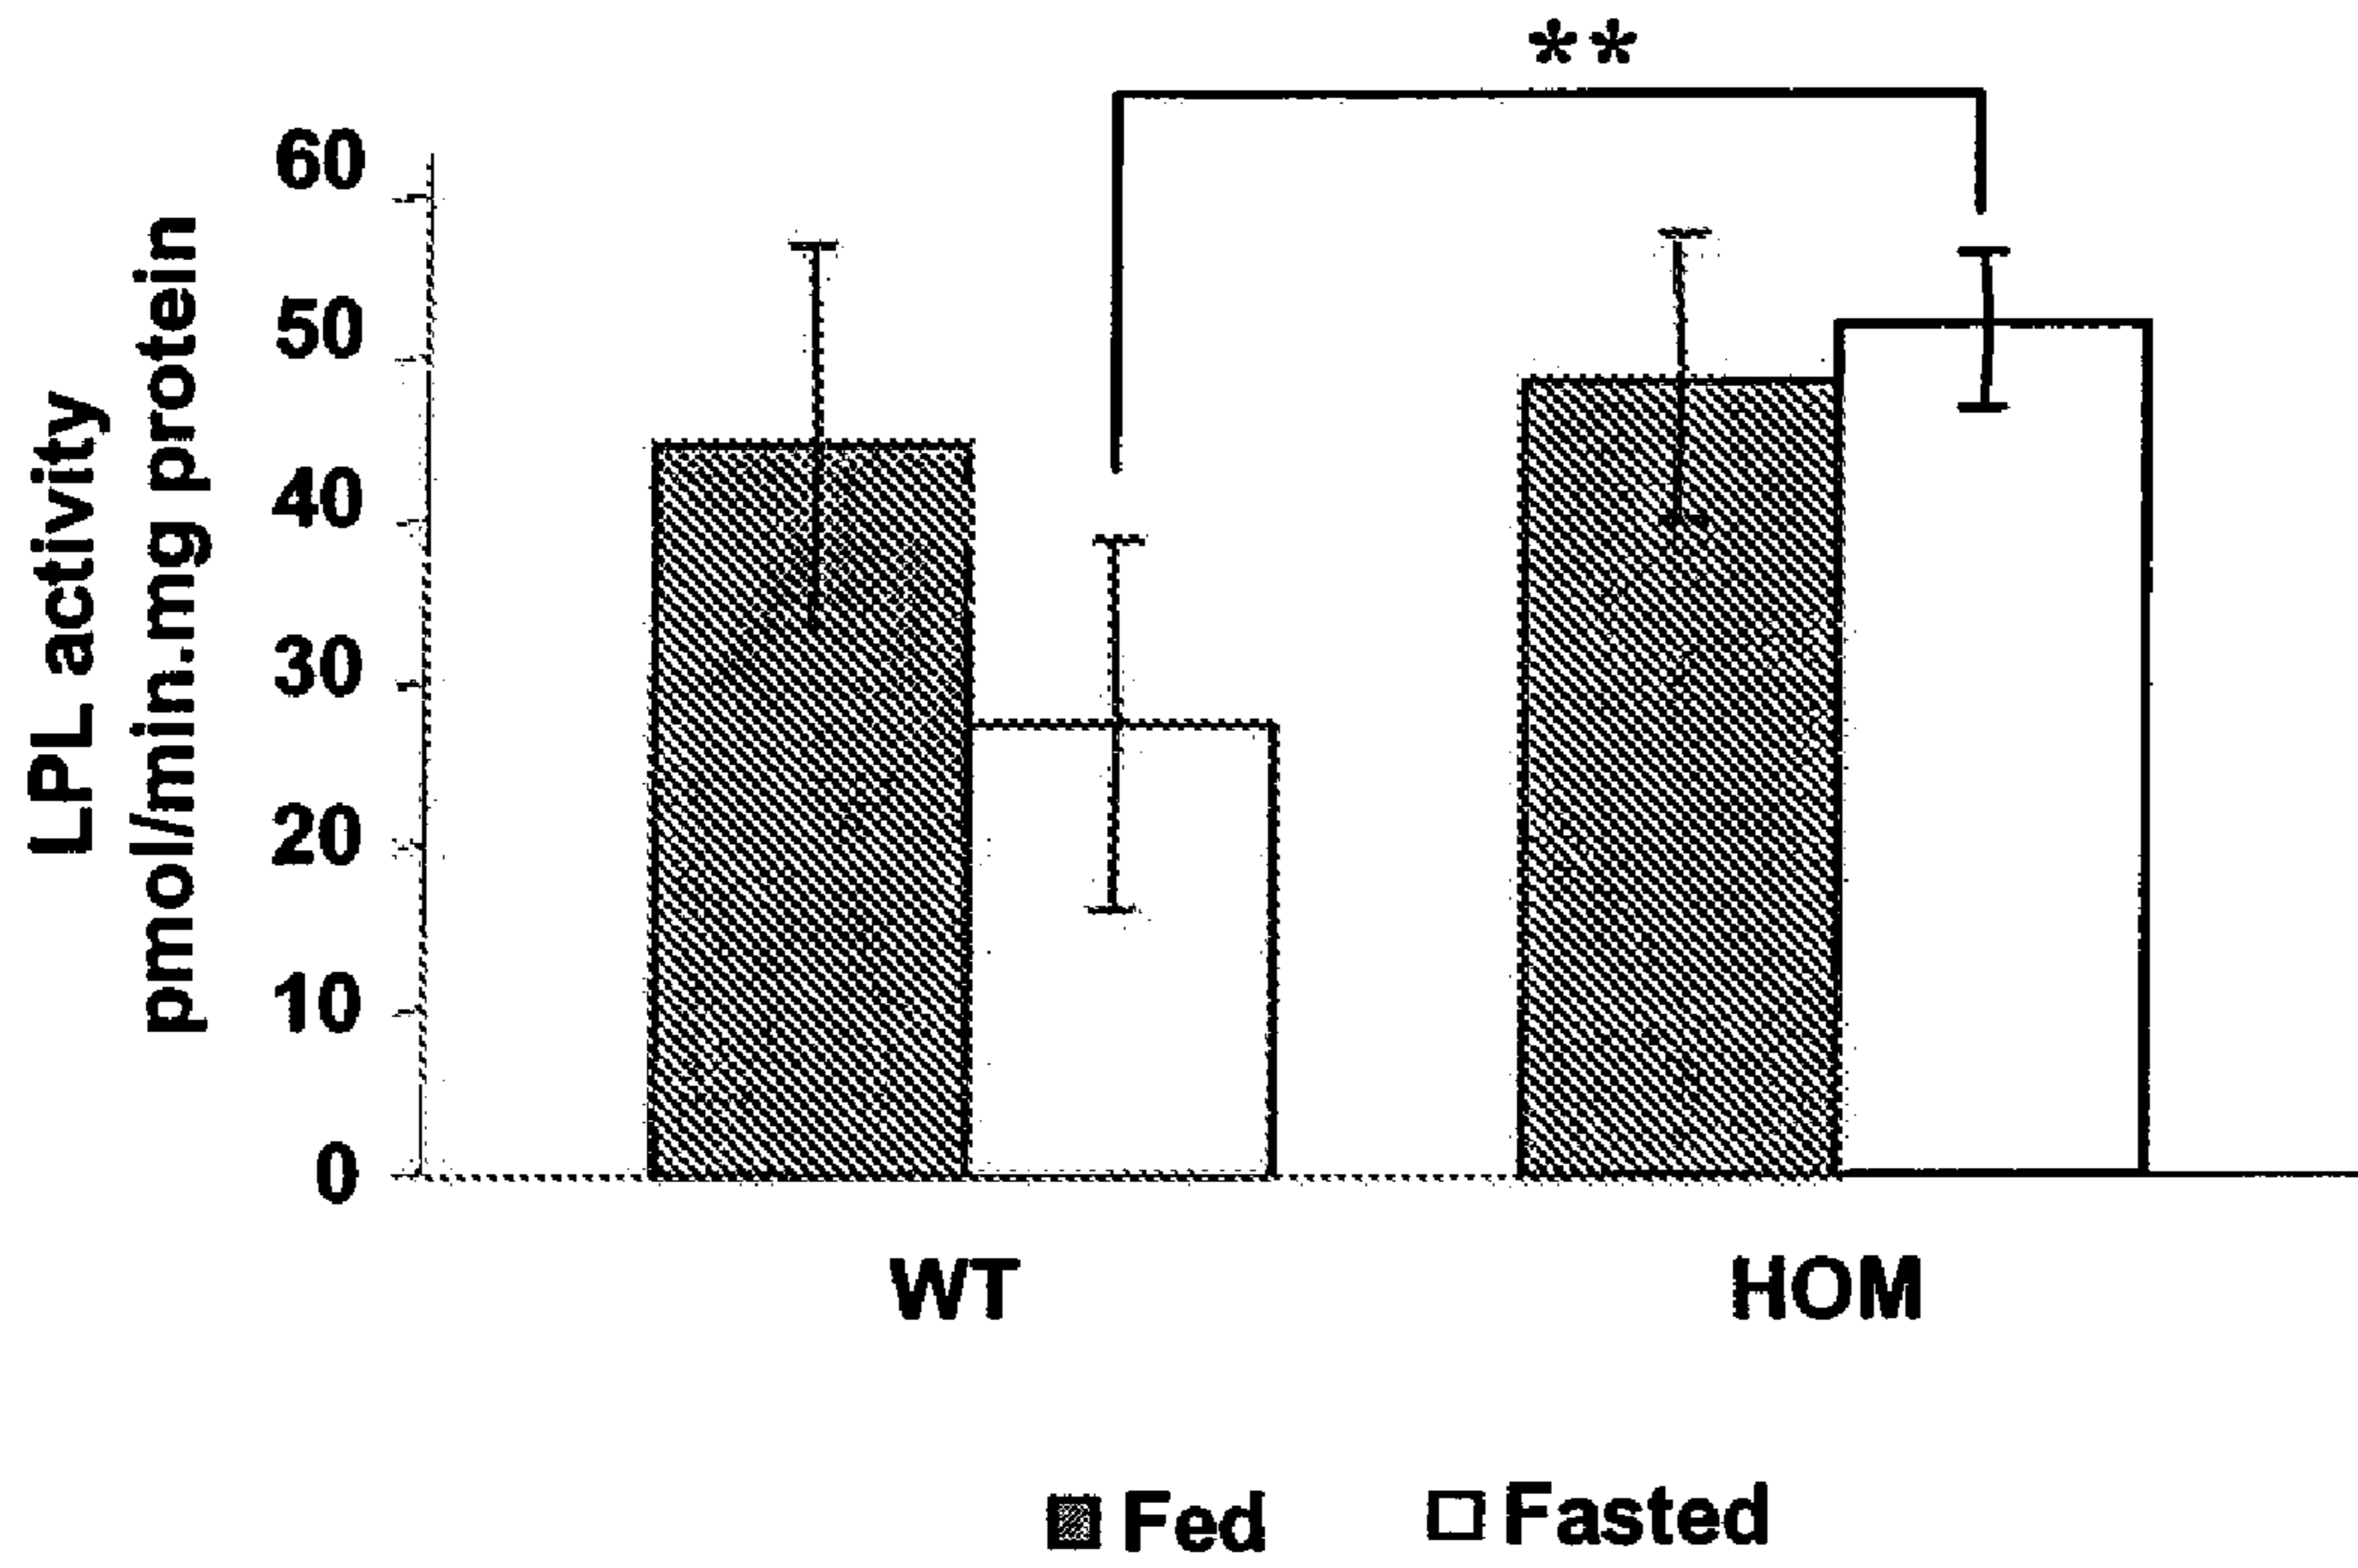 **
60
50
40
30
20
10
0
LPL activity
pmol/min.mg protein
WT HOM
Fed Fasted